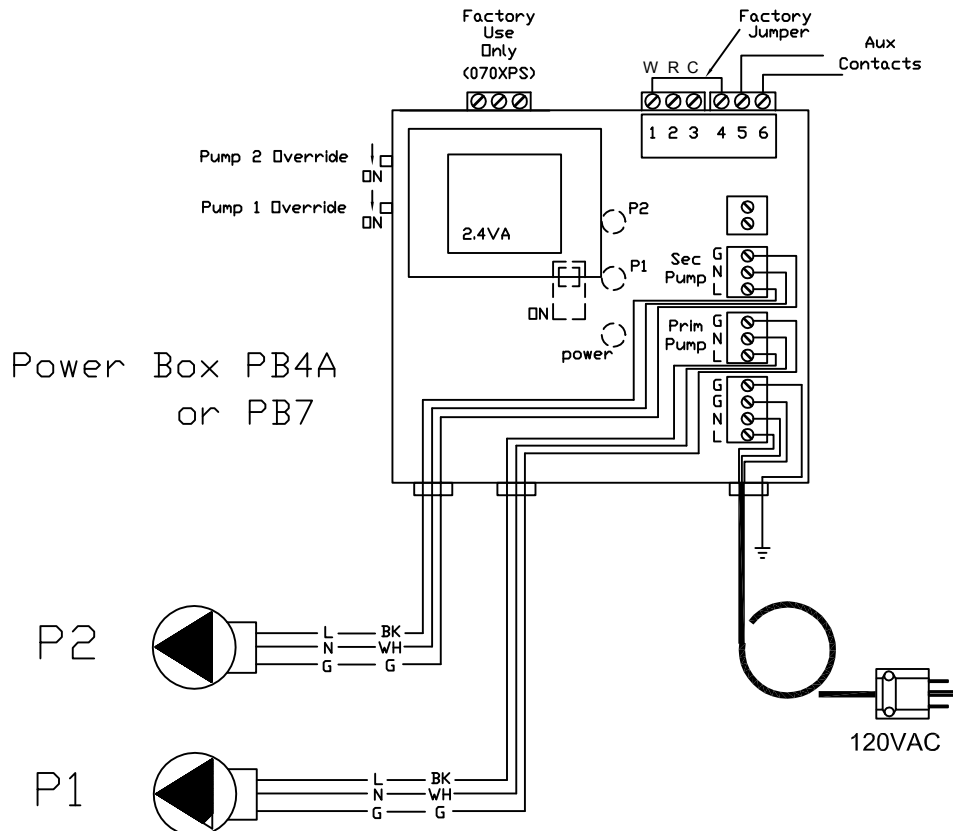 Factory
Use
Only
(070XPS)
Factory
Jumper
Aux
Contacts
W R C
1 2 3 4 5 6
Pump 2 Override
ON
Pump 1 Override
ON
2.4VA
P2
P1
ON
power
Sec
Pump
G
N
L
Prim
Pump
G
N
L
G
G
N
L
Power Box PB4A
or PB7
P2
L BK
N WH
G G
P1
L BK
N WH
G G
120VAC